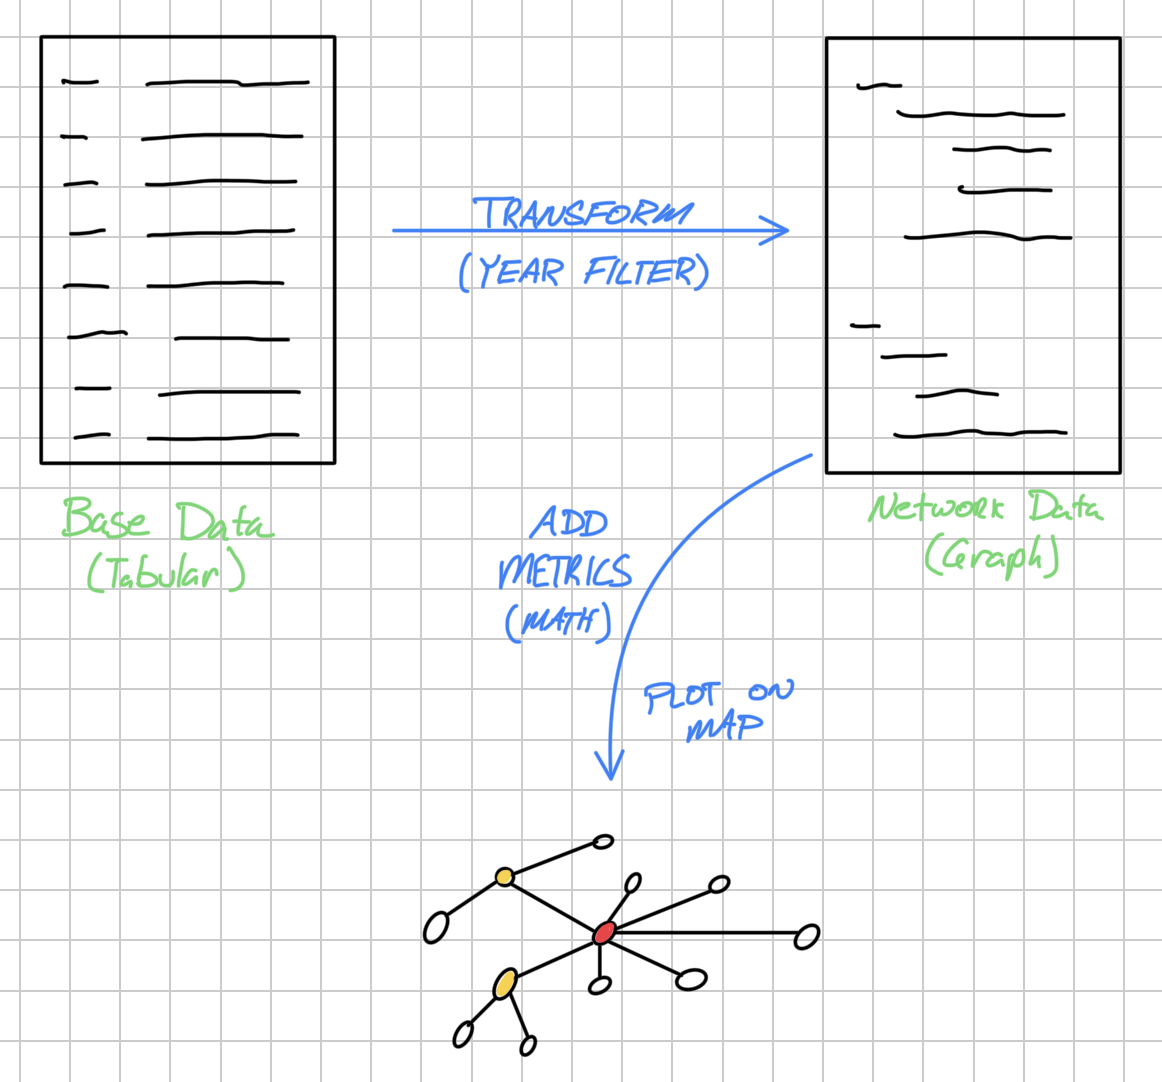 TRANSFORM
(YEAR FILTER)
Base Data
(Tabular)
Network Data
(Graph)
ADD
METRICS
(MATH)
PLOT ON
MAP